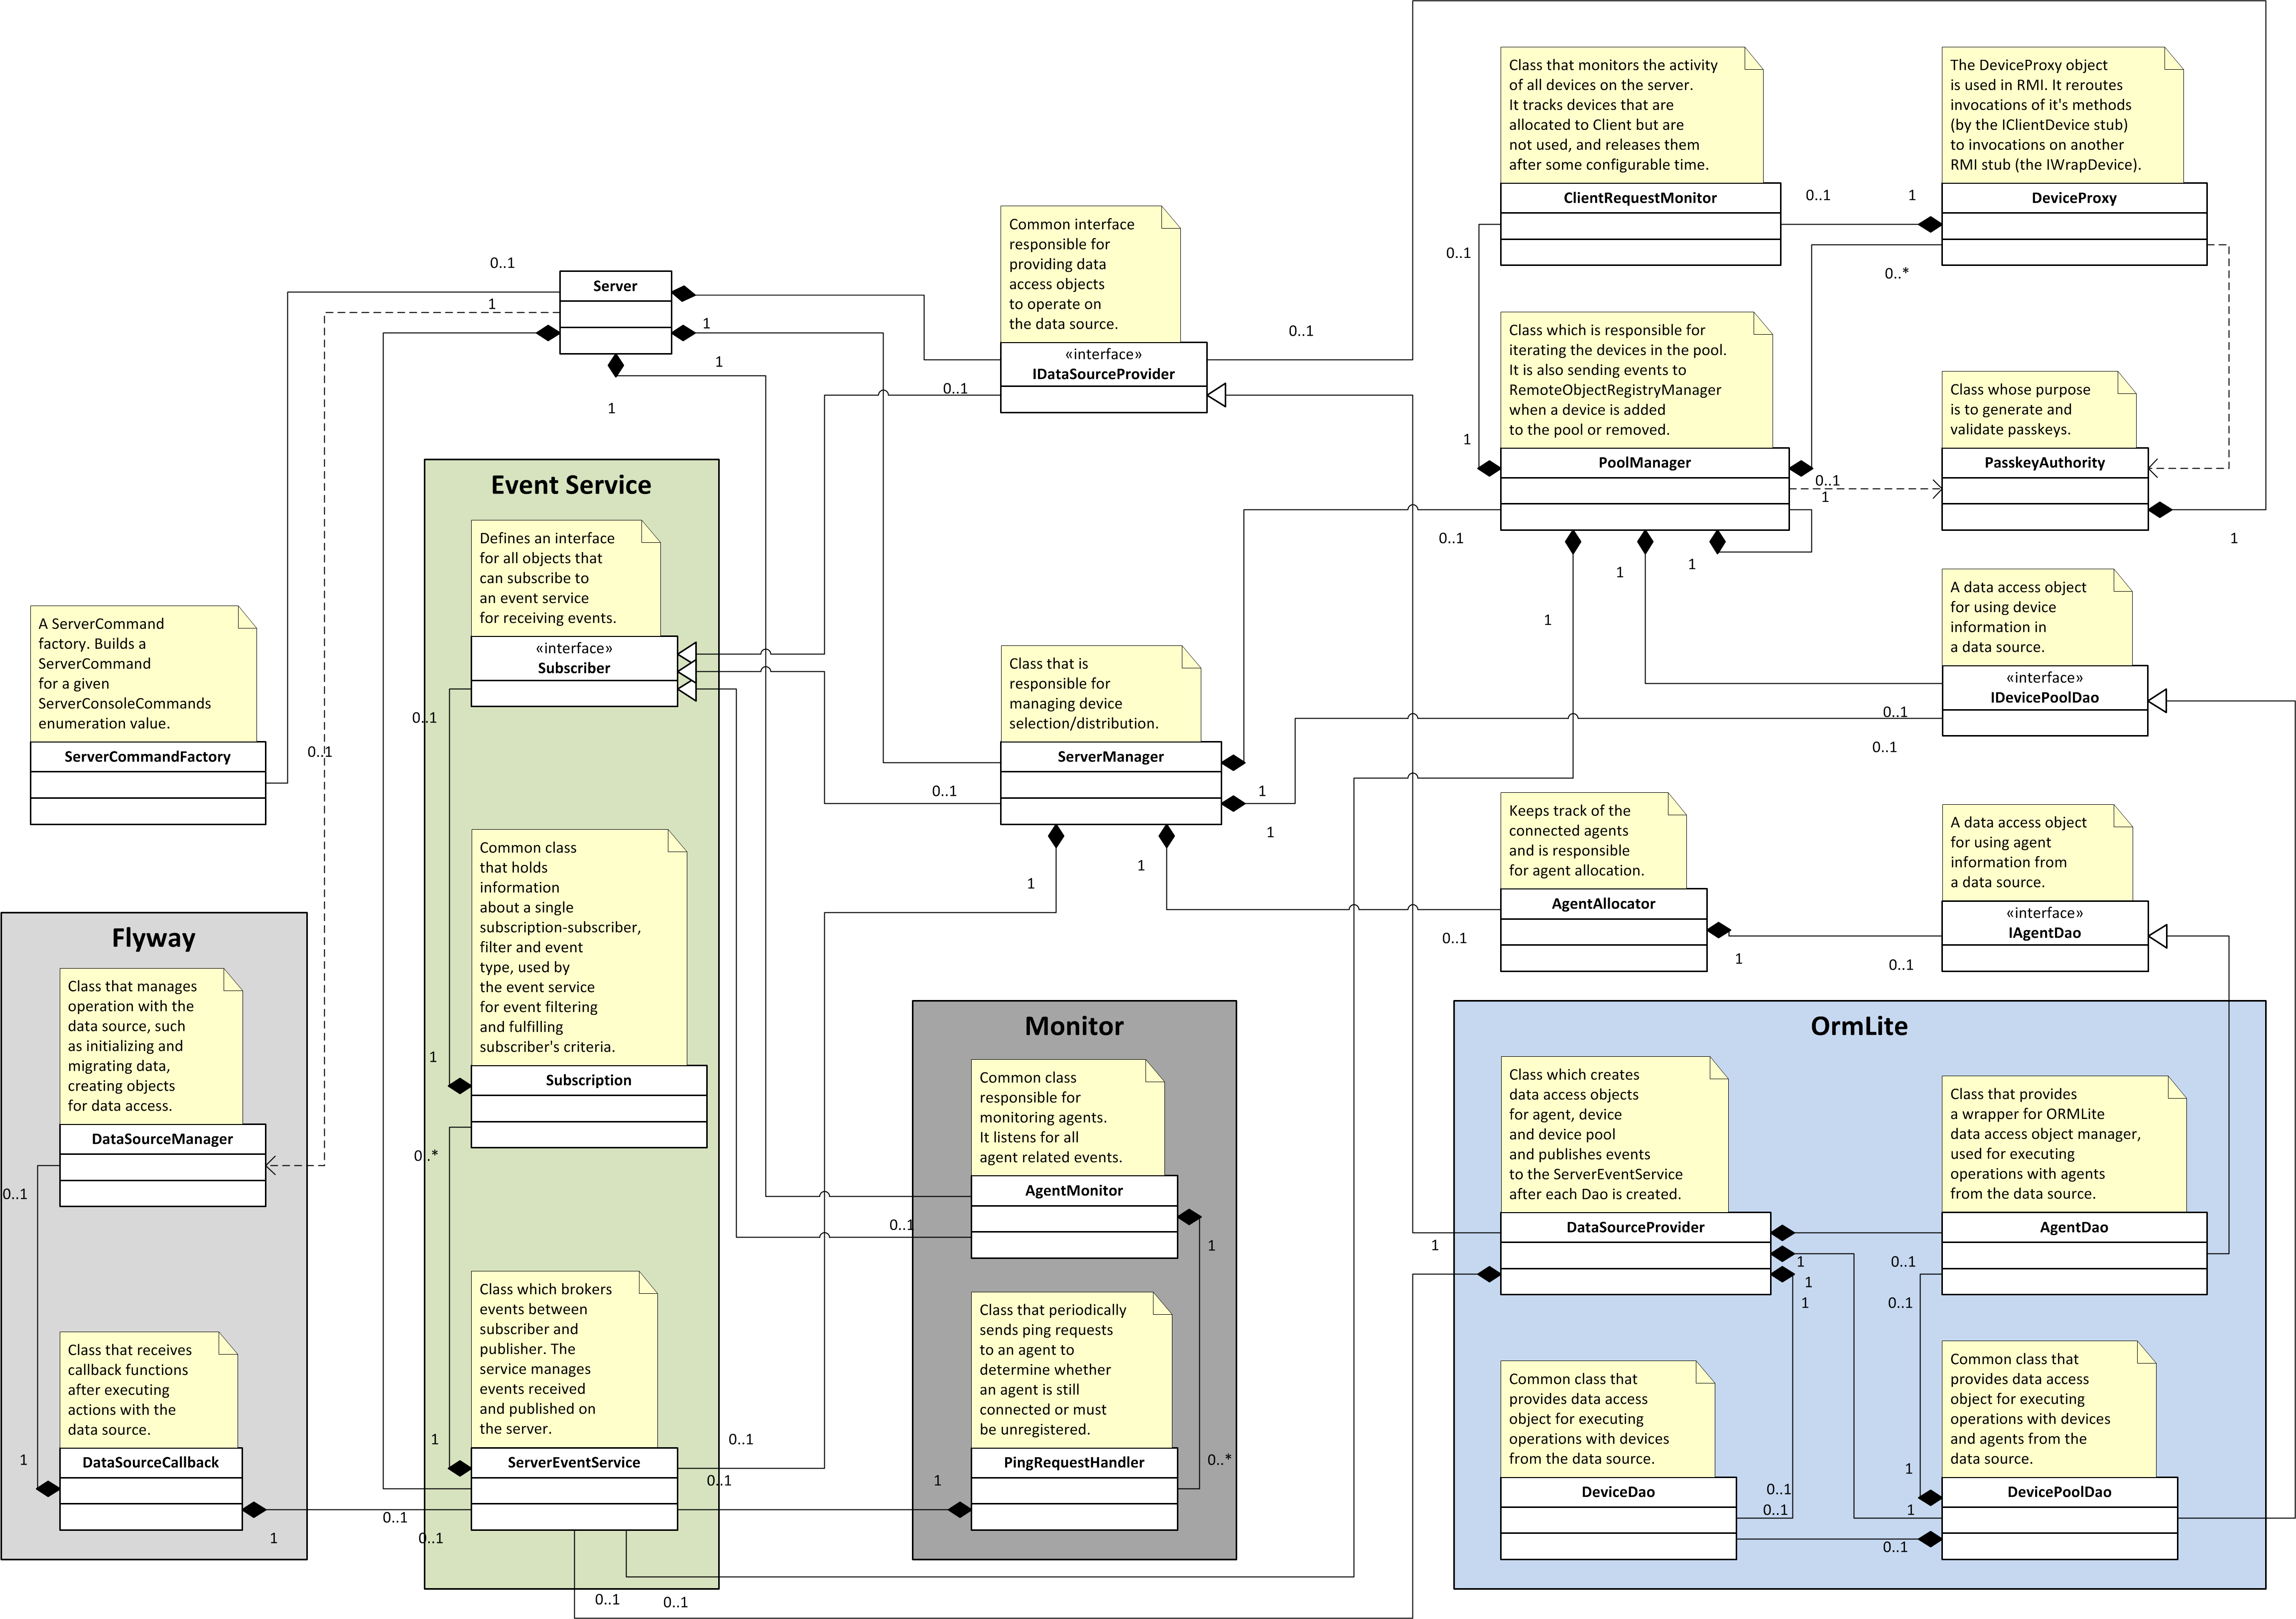 Class that monitors the activity
of all devices on the server.
It tracks devices that are
allocated to Client but are
not used, and releases them
after some configurable time.
ClientRequestMonitor
0..1
1
0..1
The DeviceProxy object
is used in RMI. It reroutes
invocations of it's methods
(by the IClientDevice stub)
to invocations on another
RMI stub (the IWrapDevice).
DeviceProxy
0..*
Common interface
responsible for
providing data
access objects
to operate on
the data source.
«interface»
IDataSourceProvider
0..1
0..1
0..1
Server
1
1
1
1
Class which is responsible for
iterating the devices in the pool.
It is also sending events to
RemoteObjectRegistryManager
when a device is added
to the pool or removed.
PoolManager
1
0..1
1
0..1
1
1
1
Class whose purpose
is to generate and
validate passkeys.
PasskeyAuthority
1
Event Service
Defines an interface
for all objects that
can subscribe to
an event service
for receiving events.
«interface»
Subscriber
0..1
A data access object
for using device
information in
a data source.
«interface»
IDevicePoolDao
0..1
0..1
A ServerCommand
factory. Builds a
ServerCommand
for a given
ServerConsoleCommands
enumeration value.
ServerCommandFactory
0..1
Class that is
responsible for
managing device
selection/distribution.
ServerManager
0..1
1
1
1
1
Keeps track of the
connected agents
and is responsible
for agent allocation.
AgentAllocator
0..1
1
A data access object
for using agent
information from
a data source.
«interface»
IAgentDao
0..1
Common class
that holds
information
about a single
subscription-subscriber,
filter and event
type, used by
the event service
for event filtering
and fulfilling
subscriber's criteria.
Subscription
1
0..*
Flyway
Class that manages
operation with the
data source, such
as initializing and
migrating data,
creating objects
for data access.
DataSourceManager
0..1
Class that receives
callback functions
after executing
actions with the
data source.
DataSourceCallback
1
1
Class which brokers
events between
subscriber and
publisher. The
service manages
events received
and published on
the server.
ServerEventService
1
0..1
0..1
0..1
0..1
0..1
0..1
Monitor
Common class
responsible for
monitoring agents.
It listens for all
agent related events.
AgentMonitor
0..1
1
Class that periodically
sends ping requests
to an agent to
determine whether
an agent is still
connected or must
be unregistered.
PingRequestHandler
1
0..*
OrmLite
Class which creates
data access objects
for agent, device
and device pool
and publishes events
to the ServerEventService
after each Dao is created.
DataSourceProvider
1
1
1
1
Class that provides
a wrapper for ORMLite
data access object manager,
used for executing
operations with agents
from the data source.
AgentDao
0..1
0..1
Common class that
provides data access
object for executing
operations with devices
from the data source.
DeviceDao
0..1
0..1
Common class that
provides data access
object for executing
operations with devices
and agents from the
data source.
DevicePoolDao
1
1
0..1